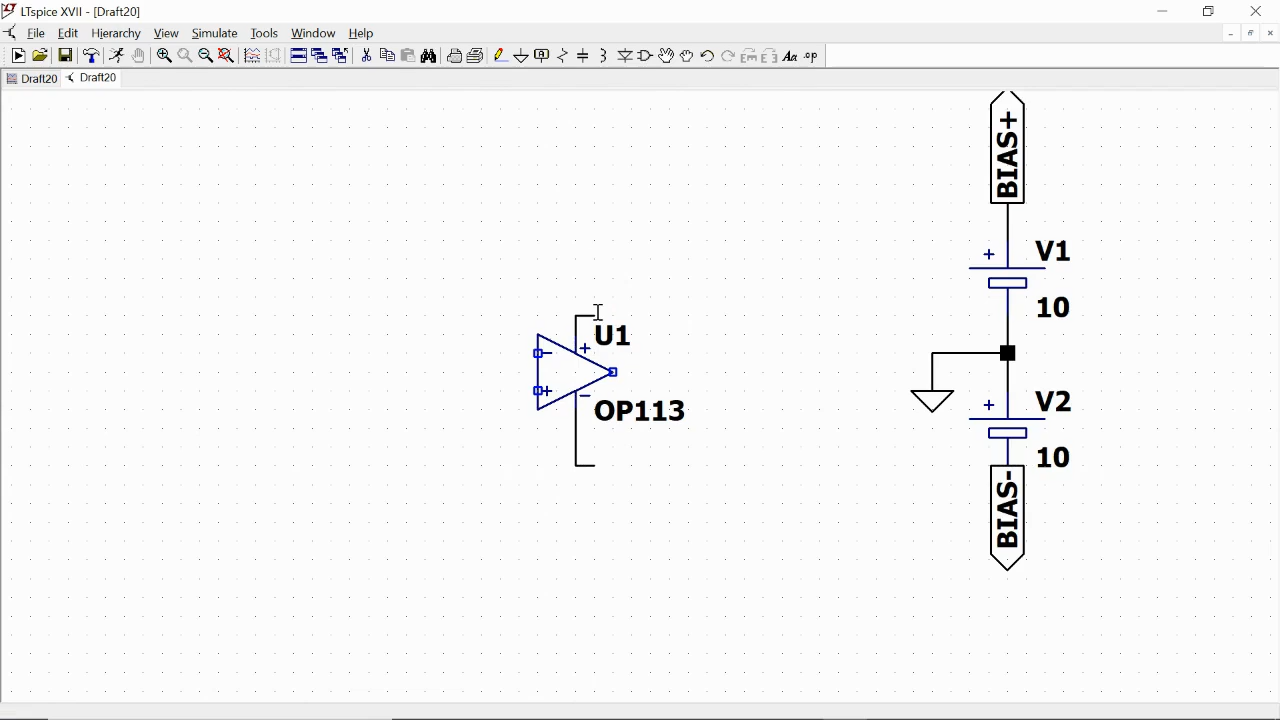 LTspice XVII - [Draft20]
File Edit Hierarchy View Simulate Tools Window Help
Draft20 Draft20
BIAS+
V1
10
U1
OP113
V2
10
BIAS-